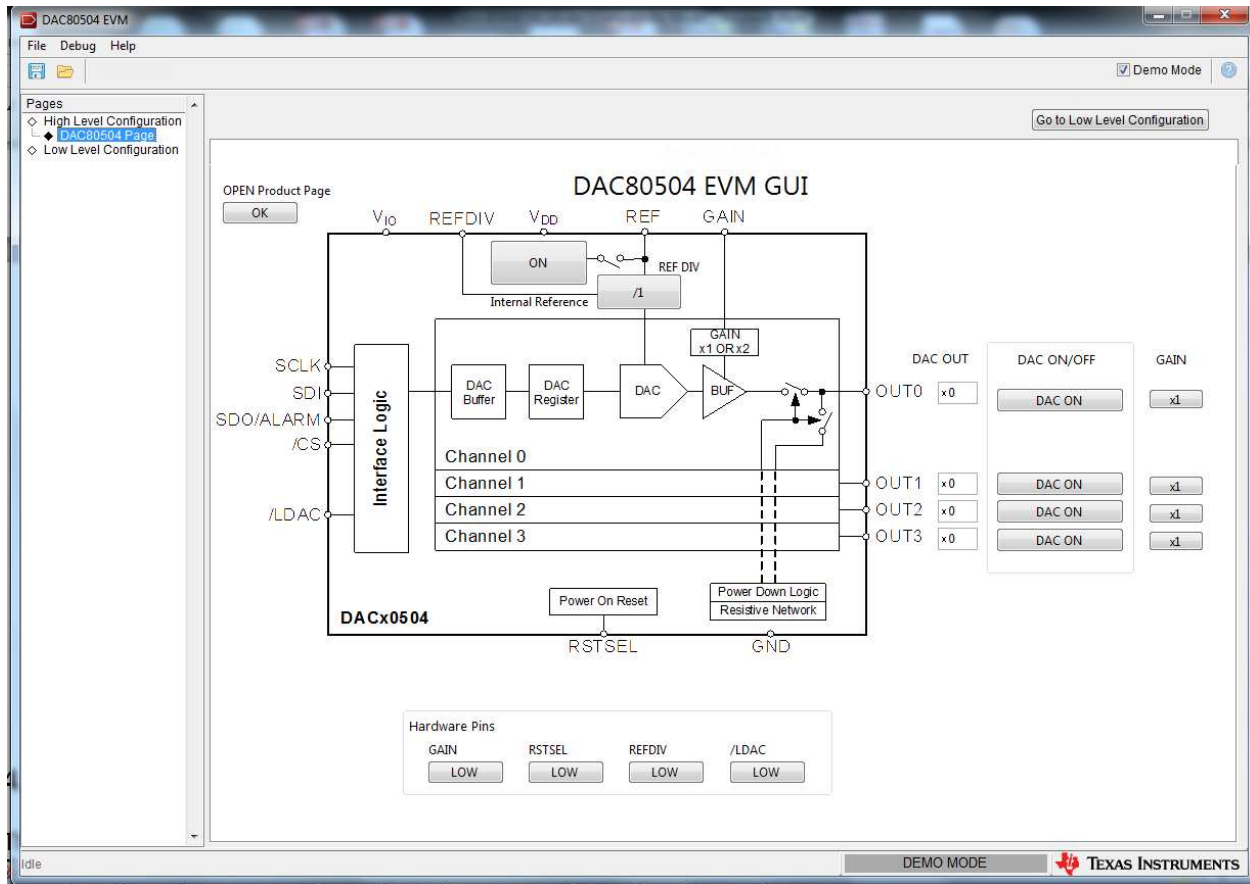 DAC80504 EVM
File Debug Help
Demo Mode
Pages
High Level Configuration
DAC80504 Page
Low Level Configuration
Go to Low Level Configuration
DAC80504 EVM GUI
OPEN Product Page
OK
VIO REFDIV VDD REF GAIN
ON
REF DIV
/1
Internal Reference
GAIN
x1 OR x2
SCLK
SDI
SDO/ALARM
/CS
/LDAC
Interface Logic
DAC
Buffer
DAC
Register
DAC
BUF
Channel 0
Channel 1
Channel 2
Channel 3
DAC OUT DAC ON/OFF GAIN
OUT0 x 0 DAC ON x1
OUT1 x 0 DAC ON x1
OUT2 x 0 DAC ON x1
OUT3 x 0 DAC ON x1
Power On Reset
Power Down Logic
Resistive Network
DACx0504
RSTSEL GND
Hardware Pins
GAIN RSTSEL REFDIV /LDAC
LOW LOW LOW LOW
Idle
DEMO MODE
TEXAS INSTRUMENTS